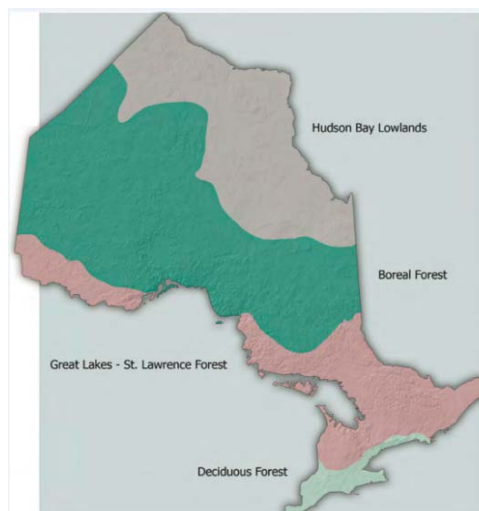 Hudson Bay Lowlands
Boreal Forest
Great Lakes - St. Lawrence Forest
Deciduous Forest